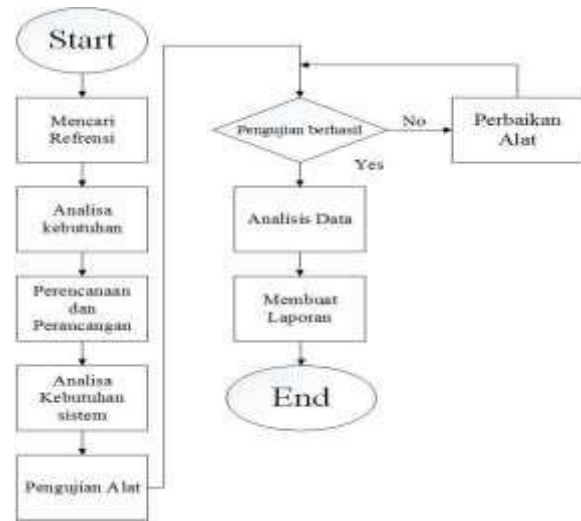 Start
Mencari
Refrensi
Analisa
kebutuhan
Perencanaan
dan
Perancangan
Analisa
Kebutuhan
sistem
Pengujian Alat
Pengujian berhasil
No
Perbaikan
Alat
Yes
Analisis Data
Membuat
Laporan
End